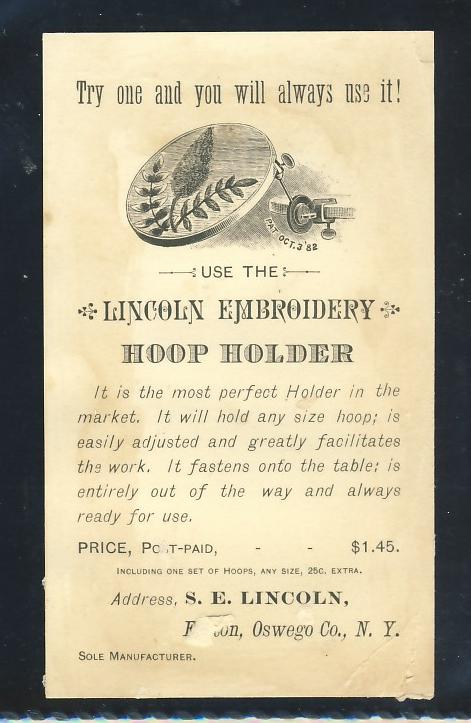 Try one and you will always use it!
PAT OCT. 3 '82
USE THE
LINCOLN EMBROIDERY
HOOP HOLDER
It is the most perfect Holder in the
market. It will hold any size hoop; is
easily adjusted and greatly facilitates
the work. It fastens onto the table; is
entirely out of the way and always
ready for use.
PRICE, POST-PAID, - - $1.45.
INCLUDING ONE SET OF HOOPS, ANY SIZE, 25C. EXTRA.
Address, S. E. LINCOLN,
Oswego Co., N. Y.
SOLE MANUFACTURER.